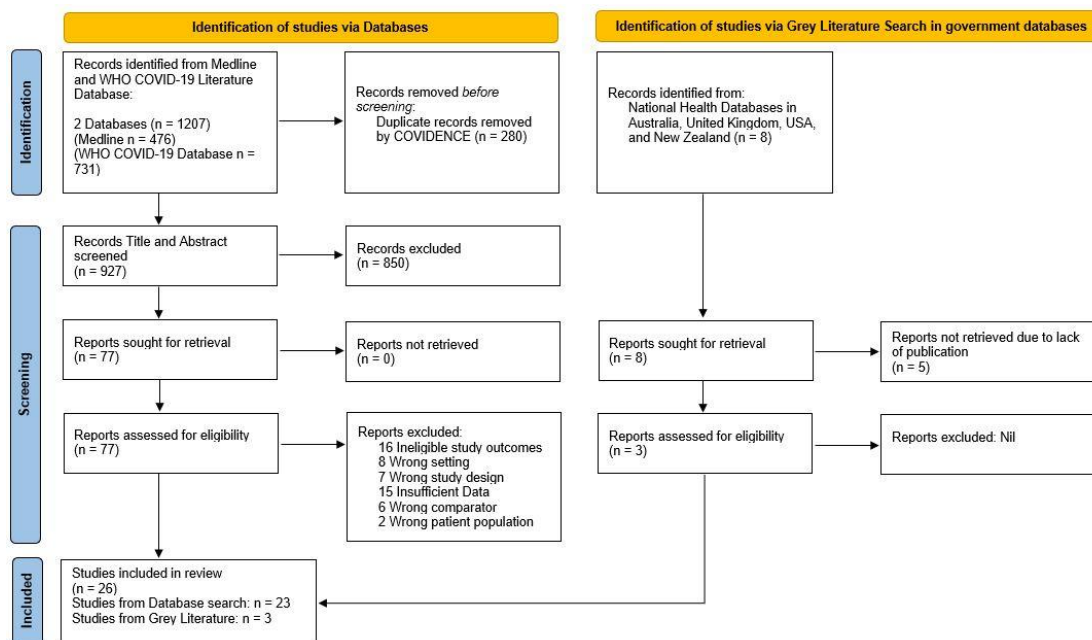 Identification of studies via Databases
Identification of studies via Grey Literature Search in government databases
Identification
Records identified from Medline
and WHO COVID-19 Literature
Database:
2 Databases (n = 1207)
(Medline n = 476)
(WHO COVID-19 Database n =
731)
Records removed before
screening:
Duplicate records removed
by COVIDENCE (n = 280)
Records identified from:
National Health Databases in
Australia, United Kingdom, USA,
and New Zealand (n = 8)
Screening
Records Title and Abstract
screened
(n = 927)
Records excluded
(n = 850)
Reports sought for retrieval
(n = 77)
Reports not retrieved
(n = 0)
Reports sought for retrieval
(n = 8)
Reports not retrieved due to lack
of publication
(n = 5)
Reports assessed for eligibility
(n = 77)
Reports excluded:
16 Ineligible study outcomes
8 Wrong setting
7 Wrong study design
15 Insufficient Data
6 Wrong comparator
2 Wrong patient population
Reports assessed for eligibility
(n = 3)
Reports excluded: Nil
Included
Studies included in review
(n = 26)
Studies from Database search: n = 23
Studies from Grey Literature: n = 3